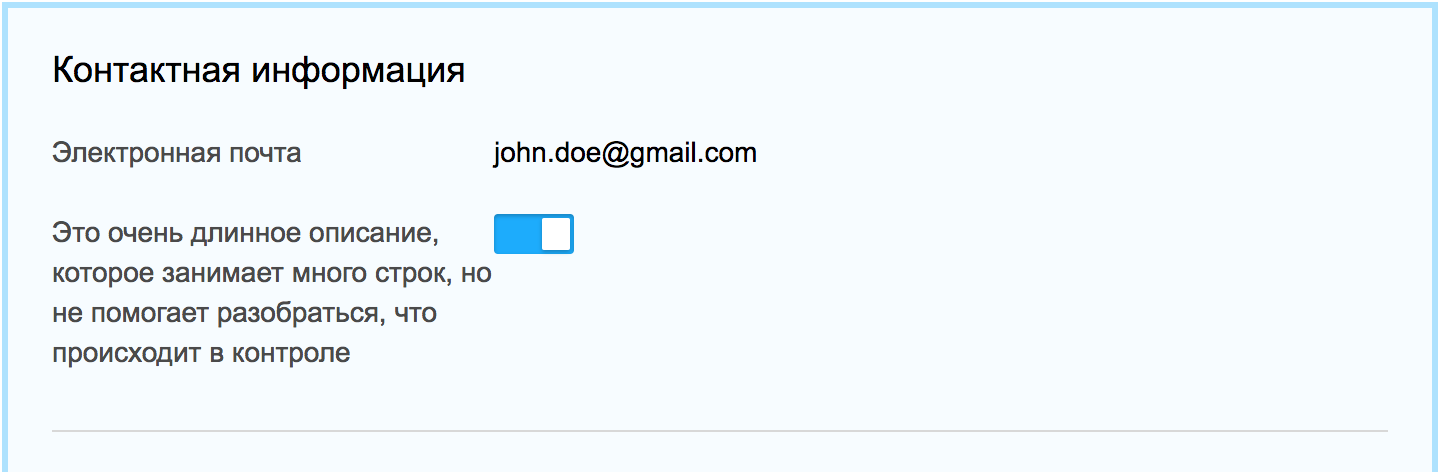 Контактная информация
Электронная почта john.doe@gmail.com
Это очень длинное описание,
которое занимает много строк, но
не помогает разобраться, что
происходит в контроле